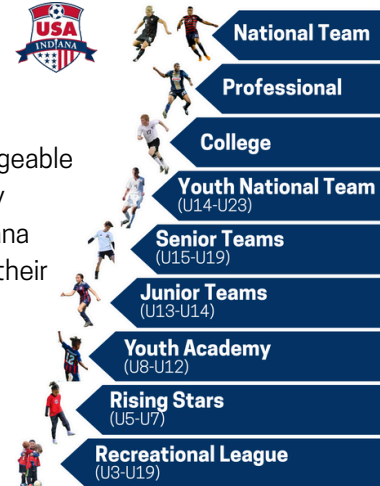 USA
INDIANA
National Team
Professional
College
geable
Youth National Team
(U14-U23)
Senior Teams
(U15-U19)
their
Junior Teams
(U13-U14)
Youth Academy
(U8-U12)
Rising Stars
(U5-U7)
Recreational League
(U3-U19)